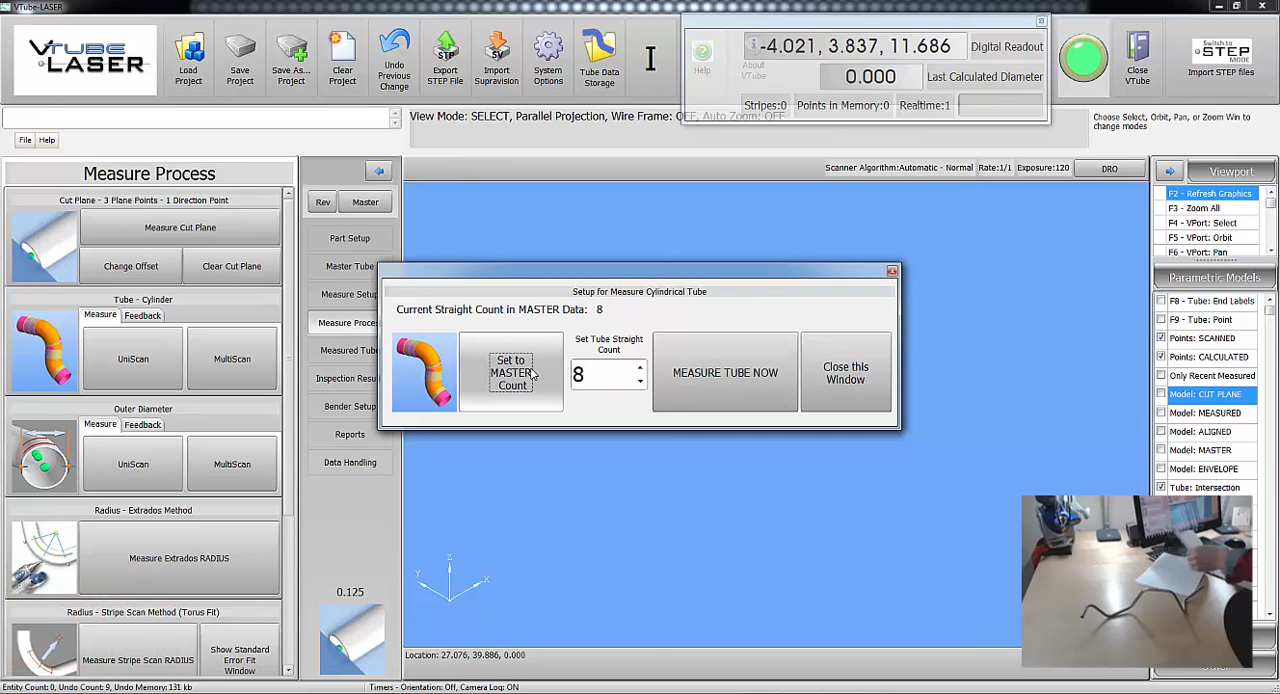 VTube-LASER
VTUBE
LASER
Load
Project
Save
Project
Save As...
Project
Clear
Project
Undo
Previous
Change
Export
STEP File
Import
Supravision
System
Options
Tube Data
Storage
Help
About
VTube
-4.021, 3.837, 11.686
Digital Readout
0.000
Last Calculated Diameter
Stripes:0
Points in Memory:0
Realtime:1
Close
VTube
Switch to
STEP
MODE
Import STEP files
View Mode: SELECT, Parallel Projection, Wire Frame: OFF, Auto Zoom: OFF
Choose Select, Orbit, Pan, or Zoom Win to
change modes
File
Help
Measure Process
Cut Plane - 3 Plane Points - 1 Direction Point
Measure Cut Plane
Change Offset
Clear Cut Plane
Tube - Cylinder
Measure
Feedback
UniScan
MultiScan
Outer Diameter
Measure
Feedback
UniScan
MultiScan
Radius - Extrados Method
Measure Extrados RADIUS
Radius - Stripe Scan Method (Torus Fit)
Measure Stripe Scan RADIUS
Show Standard
Error Fit
Window
Rev
Master
Part Setup
Master Tube
Measure Setup
Measure Proces
Measured Tube
Inspection Resu
Bender Setup
Reports
Data Handling
0.125
Scanner Algorithm:Automatic - Normal
Rate:1/1
Exposure:120
DRO
Setup for Measure Cylindrical Tube
Current Straight Count in MASTER Data: 8
Set to
MASTER
Count
Set Tube Straight
Count
8
MEASURE TUBE NOW
Close this
Window
Z
Y
X
Location: 27.076, 39.886, 0.000
Viewport
F2 - Refresh Graphics
F3 - Zoom All
F4 - VPort: Select
F5 - VPort: Orbit
F6 - VPort: Pan
Parametric Models
F8 - Tube: End Labels
F9 - Tube: Point
Points: SCANNED
Points: CALCULATED
Only Recent Measured
Model: CUT PLANE
Model: MEASURED
Model: ALIGNED
Model: MASTER
Model: ENVELOPE
Tube: Intersection
Entity Count: 0, Undo Count: 9, Undo Memory: 131 kb
Timers - Orientation: Off, Camera Log: ON